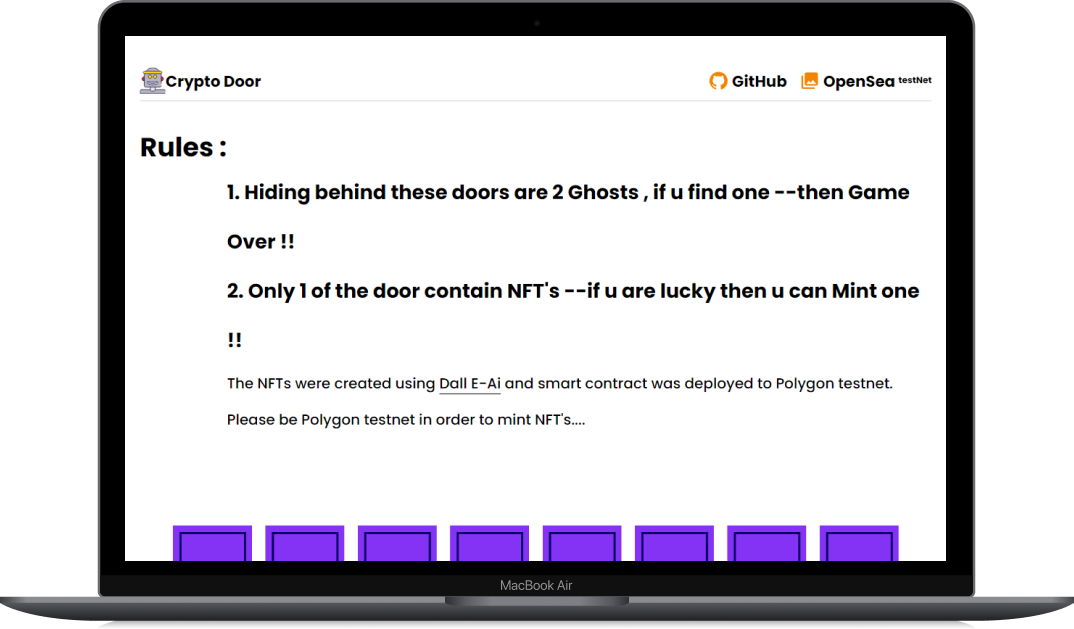 Crypto Door
GitHub OpenSea testNet
Rules :
1. Hiding behind these doors are 2 Ghosts , if u find one --then Game
Over !!
2. Only 1 of the door contain NFT's --if u are lucky then u can Mint one
!!
The NFTs were created using Dall E-Ai and smart contract was deployed to Polygon testnet.
Please be Polygon testnet in order to mint NFT's....
MacBook Air